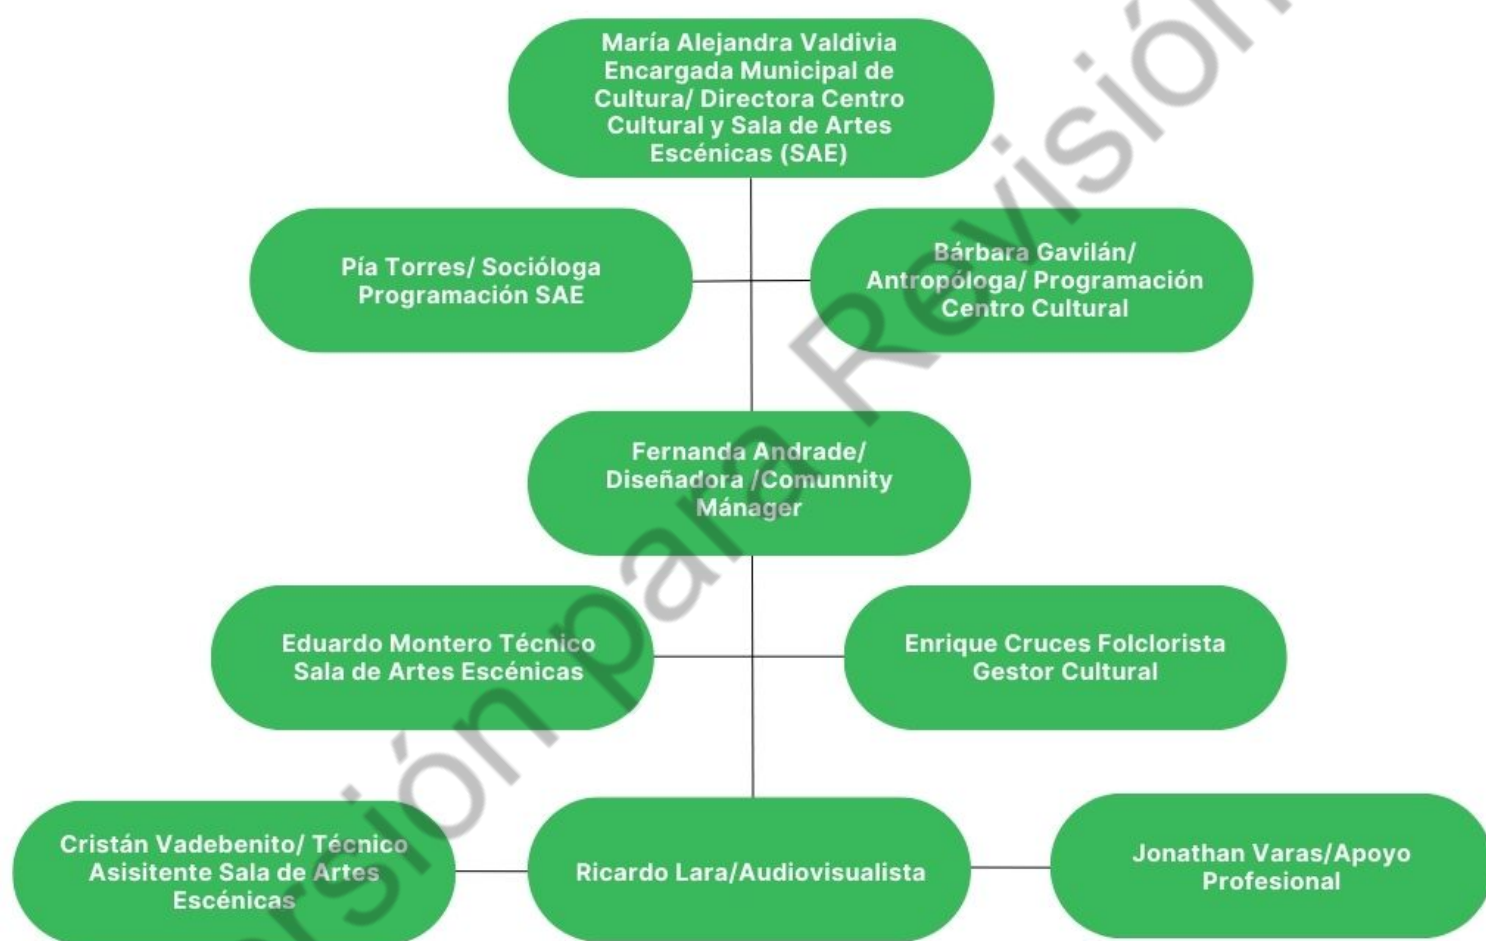 María Alejandra Valdivia
Encargada Municipal de
Cultura/ Directora Centro
Cultural y Sala de Artes
Escénicas (SAE)
Pía Torres/ Socióloga
Programación SAE
Bárbara Gavilán/
Antropóloga/ Programación
Centro Cultural
Fernanda Andrade/
Diseñadora /Comunnity
Mánager
Eduardo Montero Técnico
Sala de Artes Escénicas
Enrique Cruces Folclorista
Gestor Cultural
Cristán Vadebenito/ Técnico
Asisitente Sala de Artes
Escénicas
Ricardo Lara/Audiovisualista
Jonathan Varas/Apoyo
Profesional
ersión para Revisión